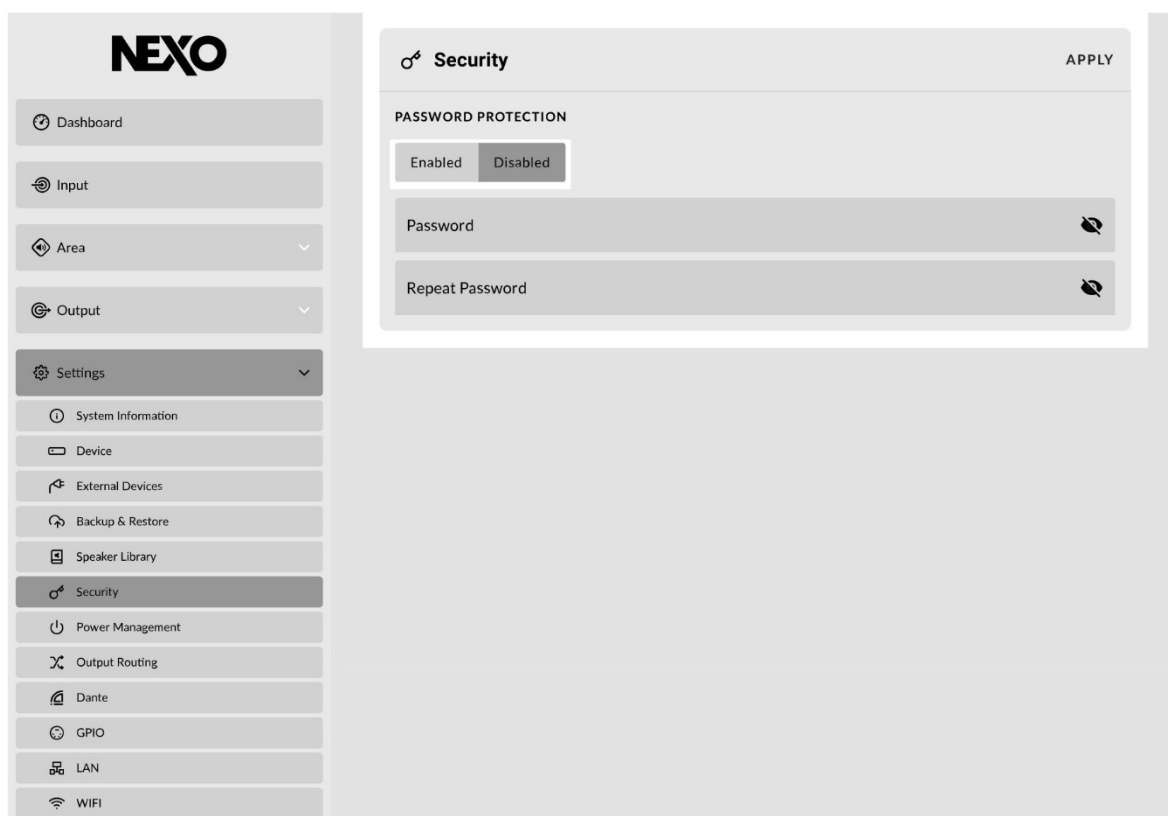 NEXO
Dashboard
Input
Area
Output
Settings
System Information
Device
External Devices
Backup & Restore
Speaker Library
Security
Power Management
Output Routing
Dante
GPIO
LAN
WIFI
Security
APPLY
PASSWORD PROTECTION
Enabled Disabled
Password
Repeat Password